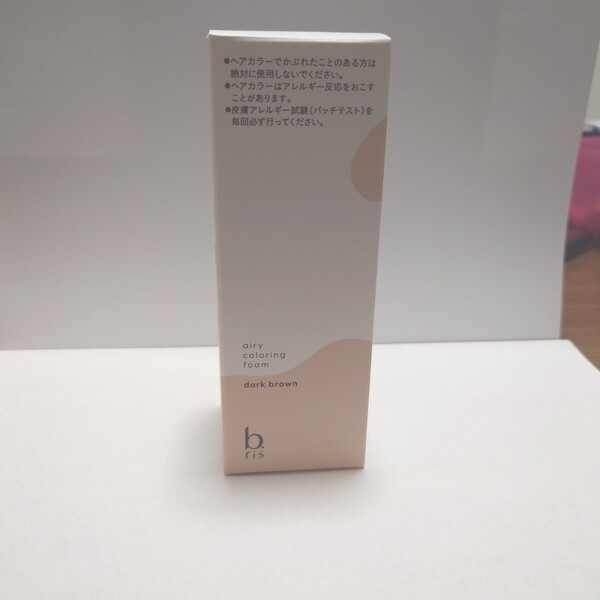 ●ヘアカラーでかぶれたことのある方は
絶対に使用しないでください。
●ヘアカラーはアレルギー反応をおこす
ことがあります。
●皮膚アレルギー試験(パッチテスト)を
毎回必ず行ってください。
airy
coloring
foam
dark brown
b.
ris